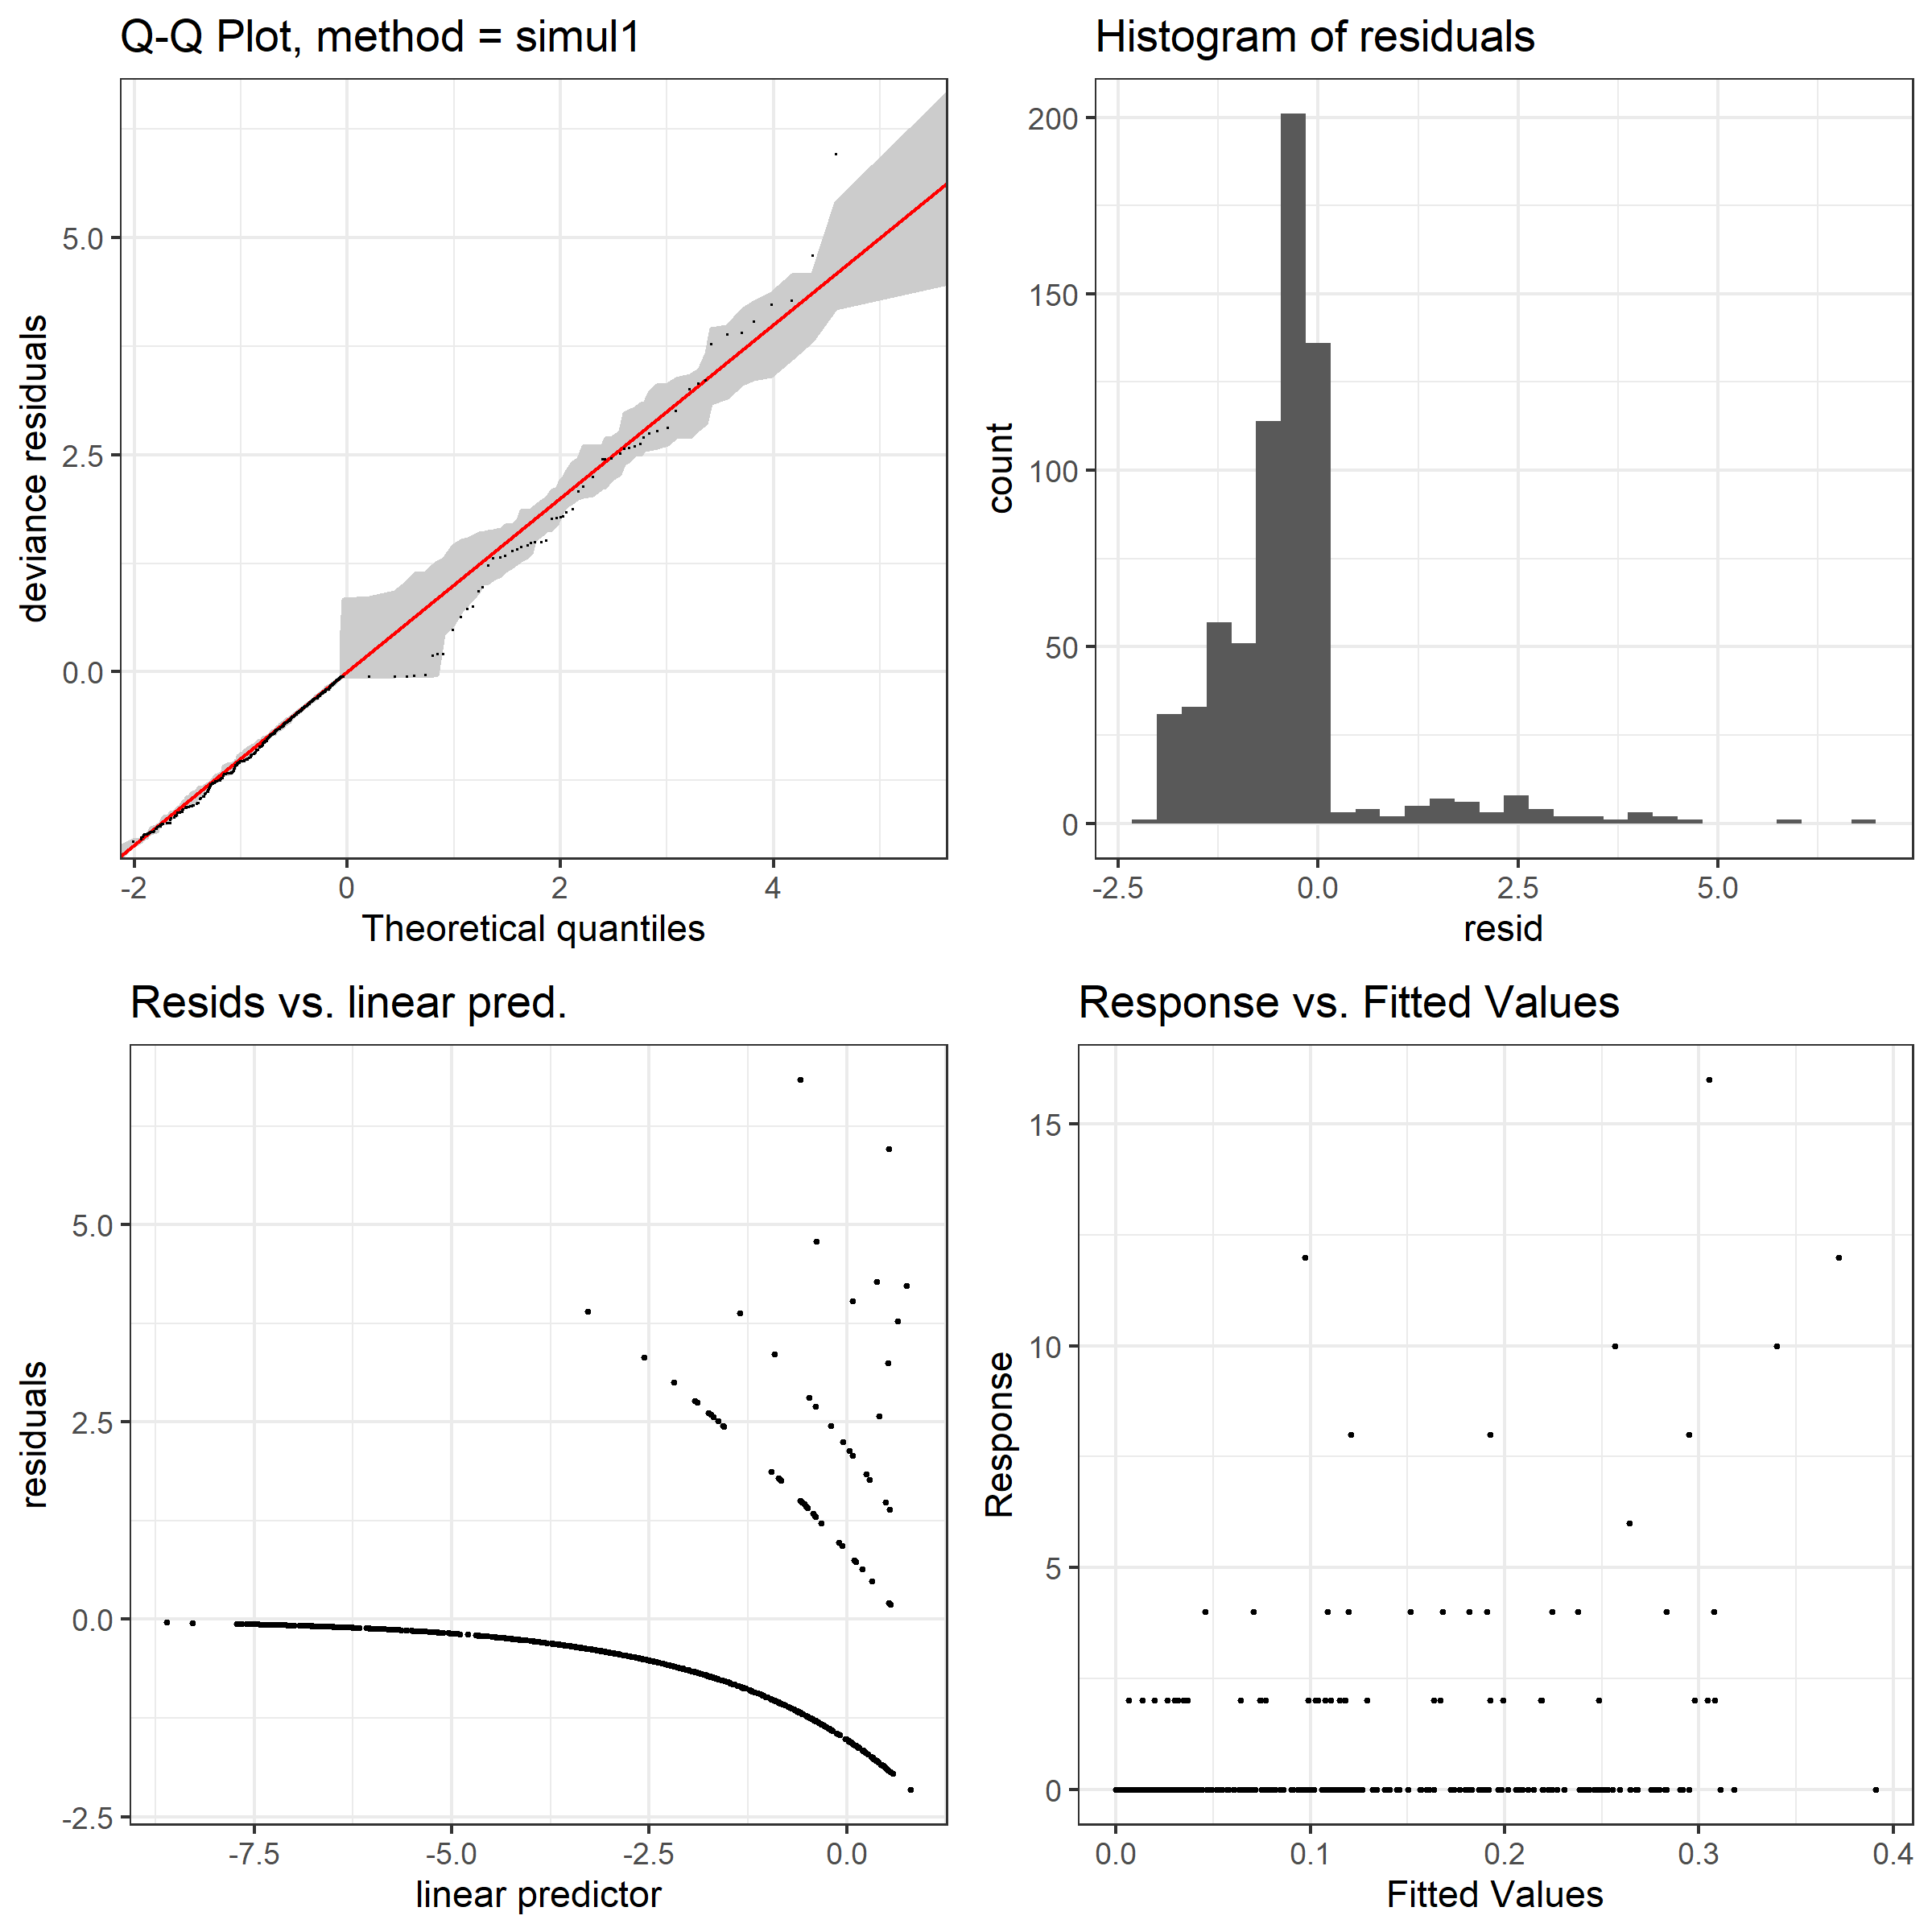 Q-Q Plot, method = simul1
deviance residuals
5.0
2.5
0.0
-2 0 2 4
Theoretical quantiles
Histogram of residuals
count
200
150
100
50
0
-2.5 0.0 2.5 5.0
resid
Resids vs. linear pred.
residuals
5.0
2.5
0.0
-2.5
-7.5 -5.0 -2.5 0.0
linear predictor
Response vs. Fitted Values
Response
15
10
5
0
0.0 0.1 0.2 0.3 0.4
Fitted Values